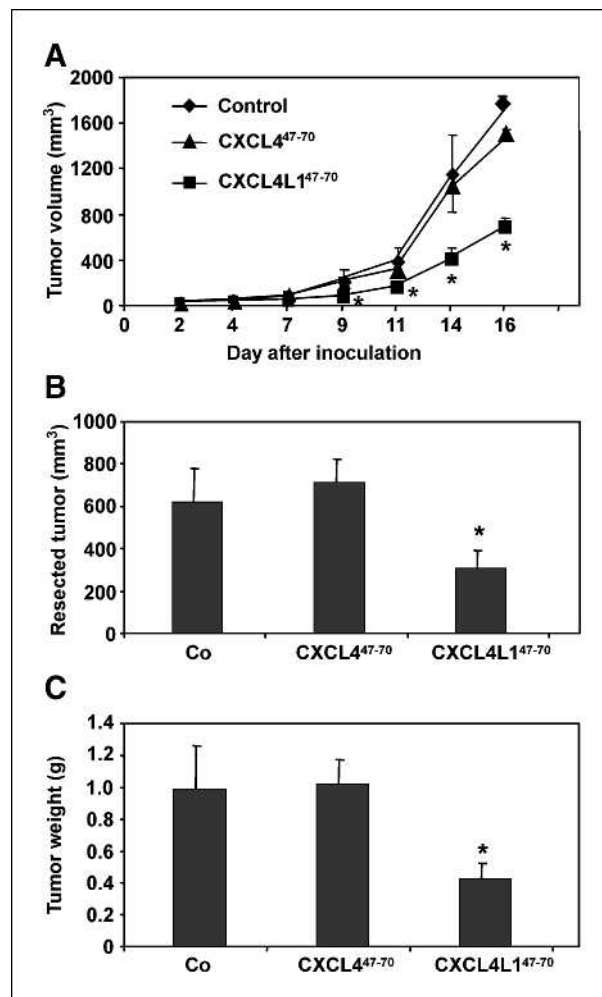 A
2000
1600
1200
800
400
0
Tumor volume (mm³)
Control
CXCL4⁴⁷⁻⁷⁰
CXCL4L1⁴⁷⁻⁷⁰
* * * *
0 2 4 7 9 11 14 16
Day after inoculation
B
1000
800
600
400
200
0
Resected tumor (mm³)
*
Co CXCL4⁴⁷⁻⁷⁰ CXCL4L1⁴⁷⁻⁷⁰
C
1.4
1.2
1.0
0.8
0.6
0.4
0.2
0
Tumor weight (g)
*
Co CXCL4⁴⁷⁻⁷⁰ CXCL4L1⁴⁷⁻⁷⁰